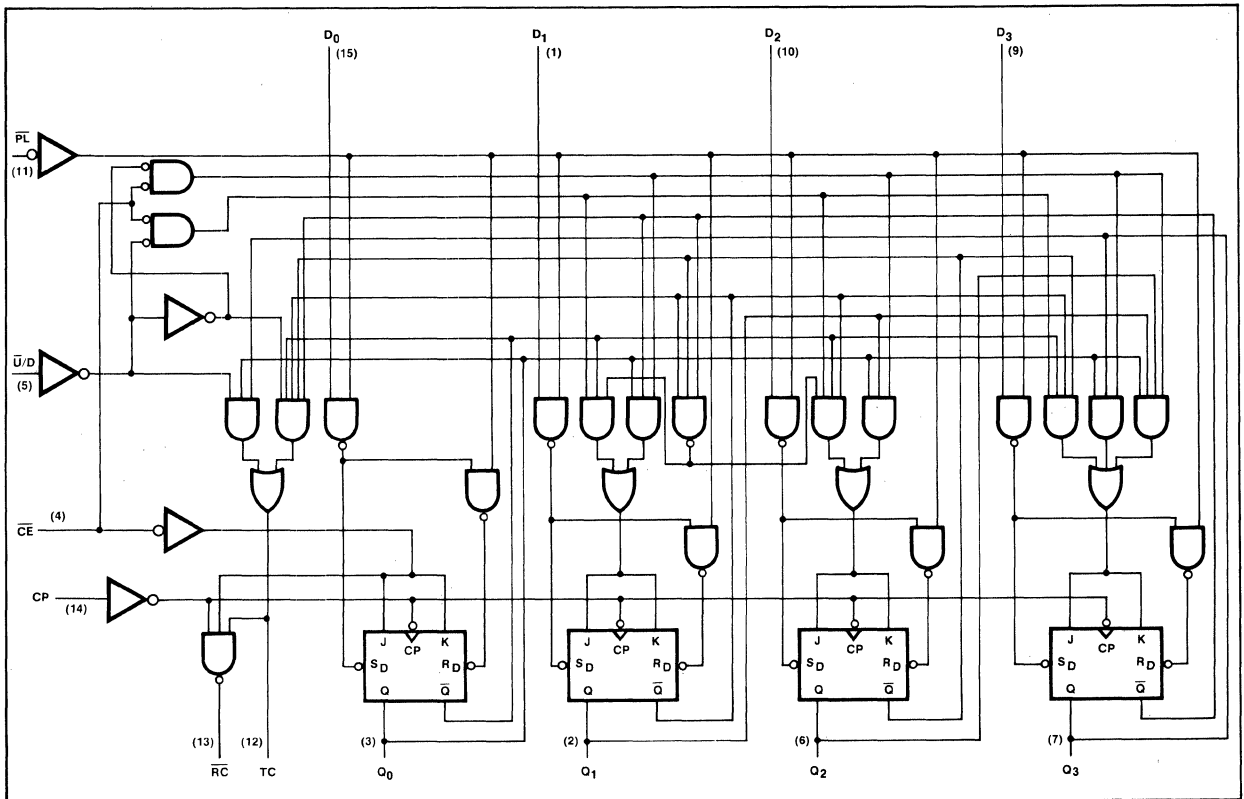 D0 D1 D2 D3
(15) (1) (10) (9)
PL
(11)
U/D
(5)
CE (4)
CP (14)
J K J K J K J K
CP CP CP CP
SD RD SD RD SD RD SD RD
Q Q̅ Q Q̅ Q Q̅ Q Q̅
(13) (12) (3) (2) (6) (7)
R̅C̅ TC Q0 Q1 Q2 Q3